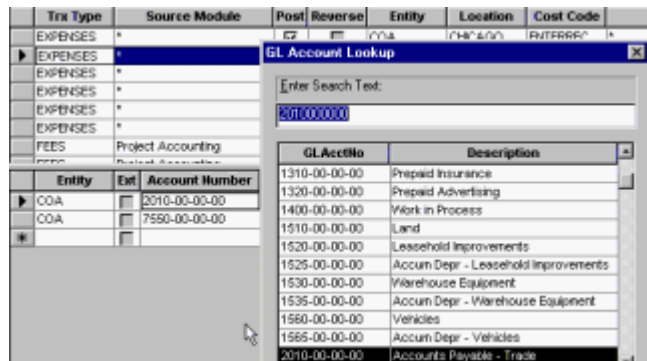 Trx Type Source Module Post Reverse Entity Location Cost Code
EXPENSES * COA CHICAGO ENTERREC *
EXPENSES *
EXPENSES *
EXPENSES *
EXPENSES *
FEES Project Accounting
FEES Project Accounting
GL Account Lookup
Enter Search Text:
2010000000
GLAcctNo Description
1310-00-00-00 Prepaid Insurance
1320-00-00-00 Prepaid Advertising
1400-00-00-00 Work in Process
1510-00-00-00 Land
1520-00-00-00 Leasehold Improvements
1525-00-00-00 Accum Depr - Leasehold Improvements
1530-00-00-00 Warehouse Equipment
1535-00-00-00 Accum Depr - Warehouse Equipment
1560-00-00-00 Vehicles
1565-00-00-00 Accum Depr - Vehicles
2010-00-00-00 Accounts Payable - Trade
Entity Ext Account Number
COA 2010-00-00-00
COA 7550-00-00-00